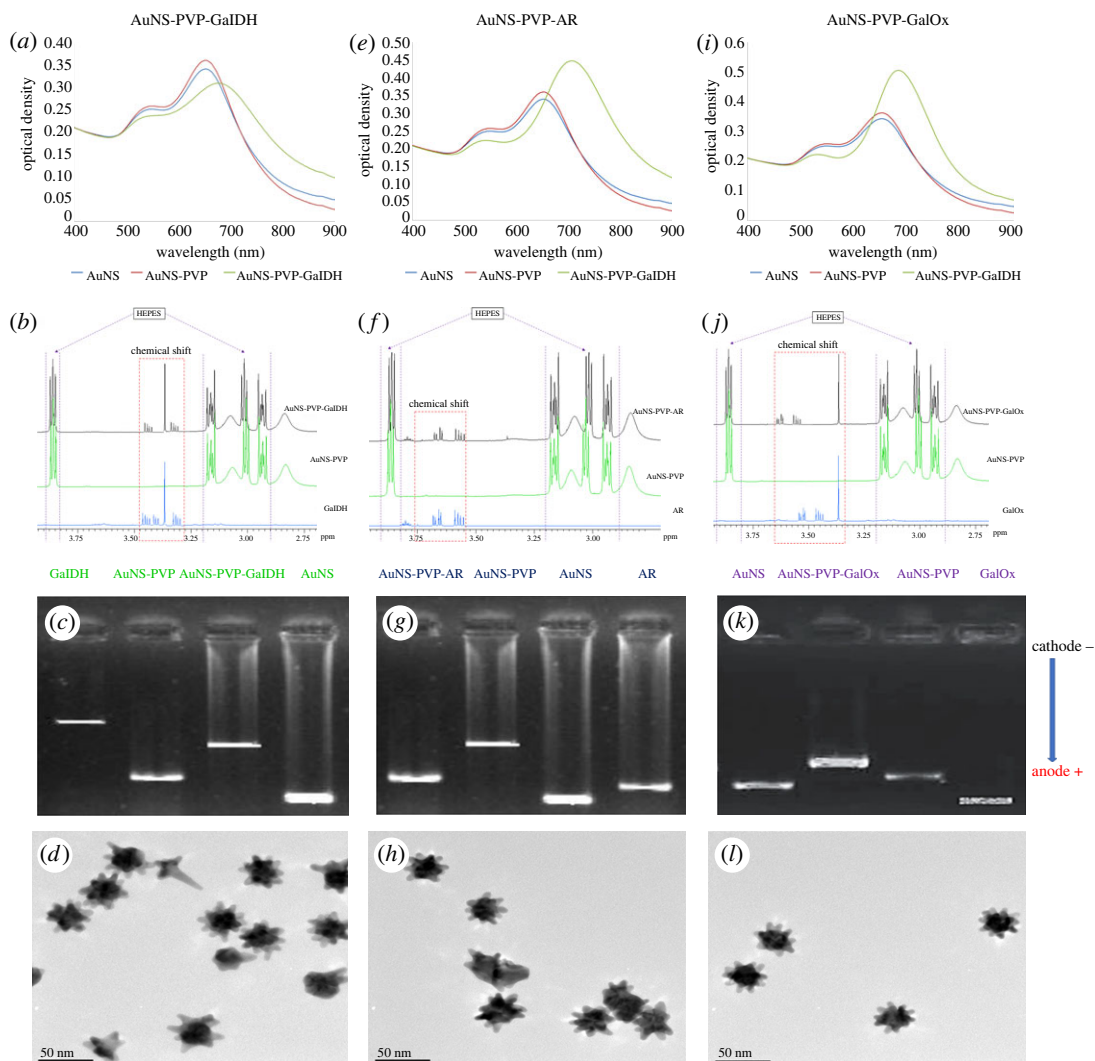 AuNS-PVP-GalDH
AuNS-PVP-AR
AuNS-PVP-GalOx
(a)
0.40
0.35
0.30
0.25
0.20
0.15
0.10
0.05
0
optical density
400 500 600 700 800 900
wavelength (nm)
AuNS AuNS-PVP AuNS-PVP-GalDH
(e)
0.50
0.45
0.40
0.35
0.30
0.25
0.20
0.15
0.10
0.05
0
optical density
400 500 600 700 800 900
wavelength (nm)
AuNS AuNS-PVP AuNS-PVP-GalDH
(i)
0.6
0.5
0.4
0.3
0.2
0.1
0
optical density
400 500 600 700 800 900
wavelength (nm)
AuNS AuNS-PVP AuNS-PVP-GalDH
(b)
HEPES
chemical shift
AuNS-PVP-GalDH
AuNS-PVP
GalDH
3.75 3.50 3.25 3.00 ppm
(f)
HEPES
chemical shift
AuNS-PVP-AR
AuNS-PVP
AR
3.75 3.50 3.25 3.00 ppm
(j)
HEPES
chemical shift
AuNS-PVP-GalOx
AuNS-PVP
GalOx
3.75 3.50 3.25 3.00 2.75 ppm
GalDH AuNS-PVP AuNS-PVP-GalDH AuNS
(c)
AuNS-PVP-AR AuNS-PVP AuNS AR
(g)
AuNS AuNS-PVP-GalOx AuNS-PVP GalOx
(k)
cathode –
anode +
(d)
50 nm
(h)
50 nm
(l)
50 nm